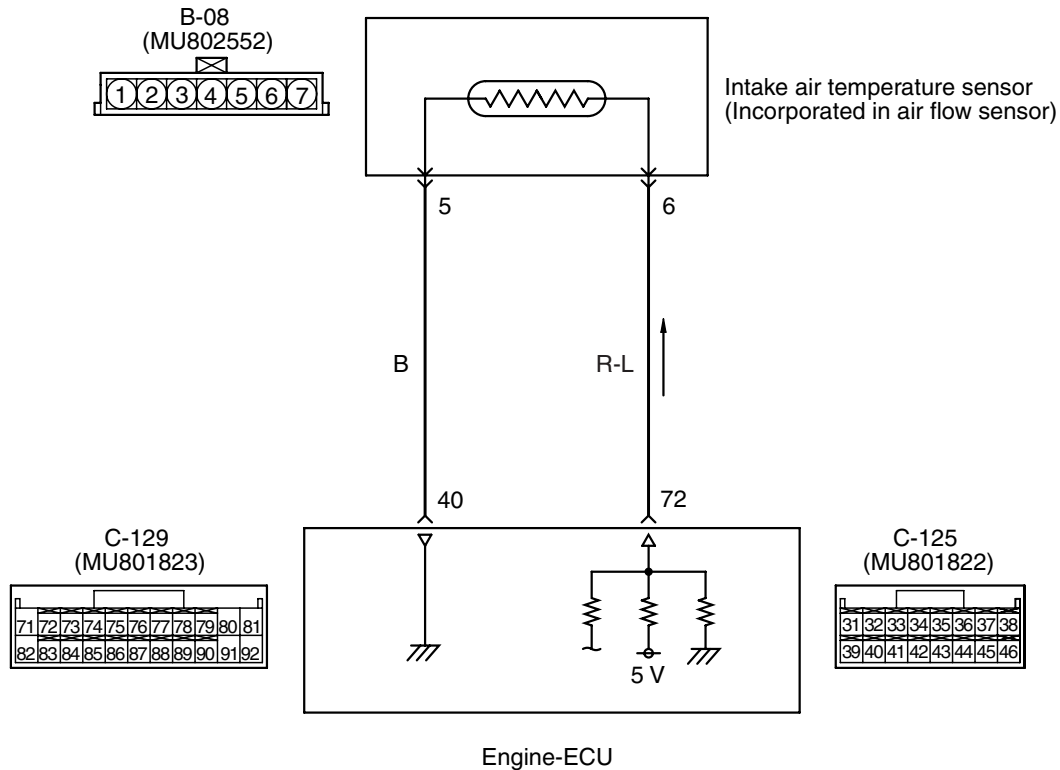 B-08
(MU802552)
1 2 3 4 5 6 7
Intake air temperature sensor
(Incorporated in air flow sensor)
5
6
B
R-L
40
72
C-129
(MU801823)
71 72 73 74 75 76 77 78 79 80 81
82 83 84 85 86 87 88 89 90 91 92
5 V
C-125
(MU801822)
31 32 33 34 35 36 37 38
39 40 41 42 43 44 45 46
Engine-ECU